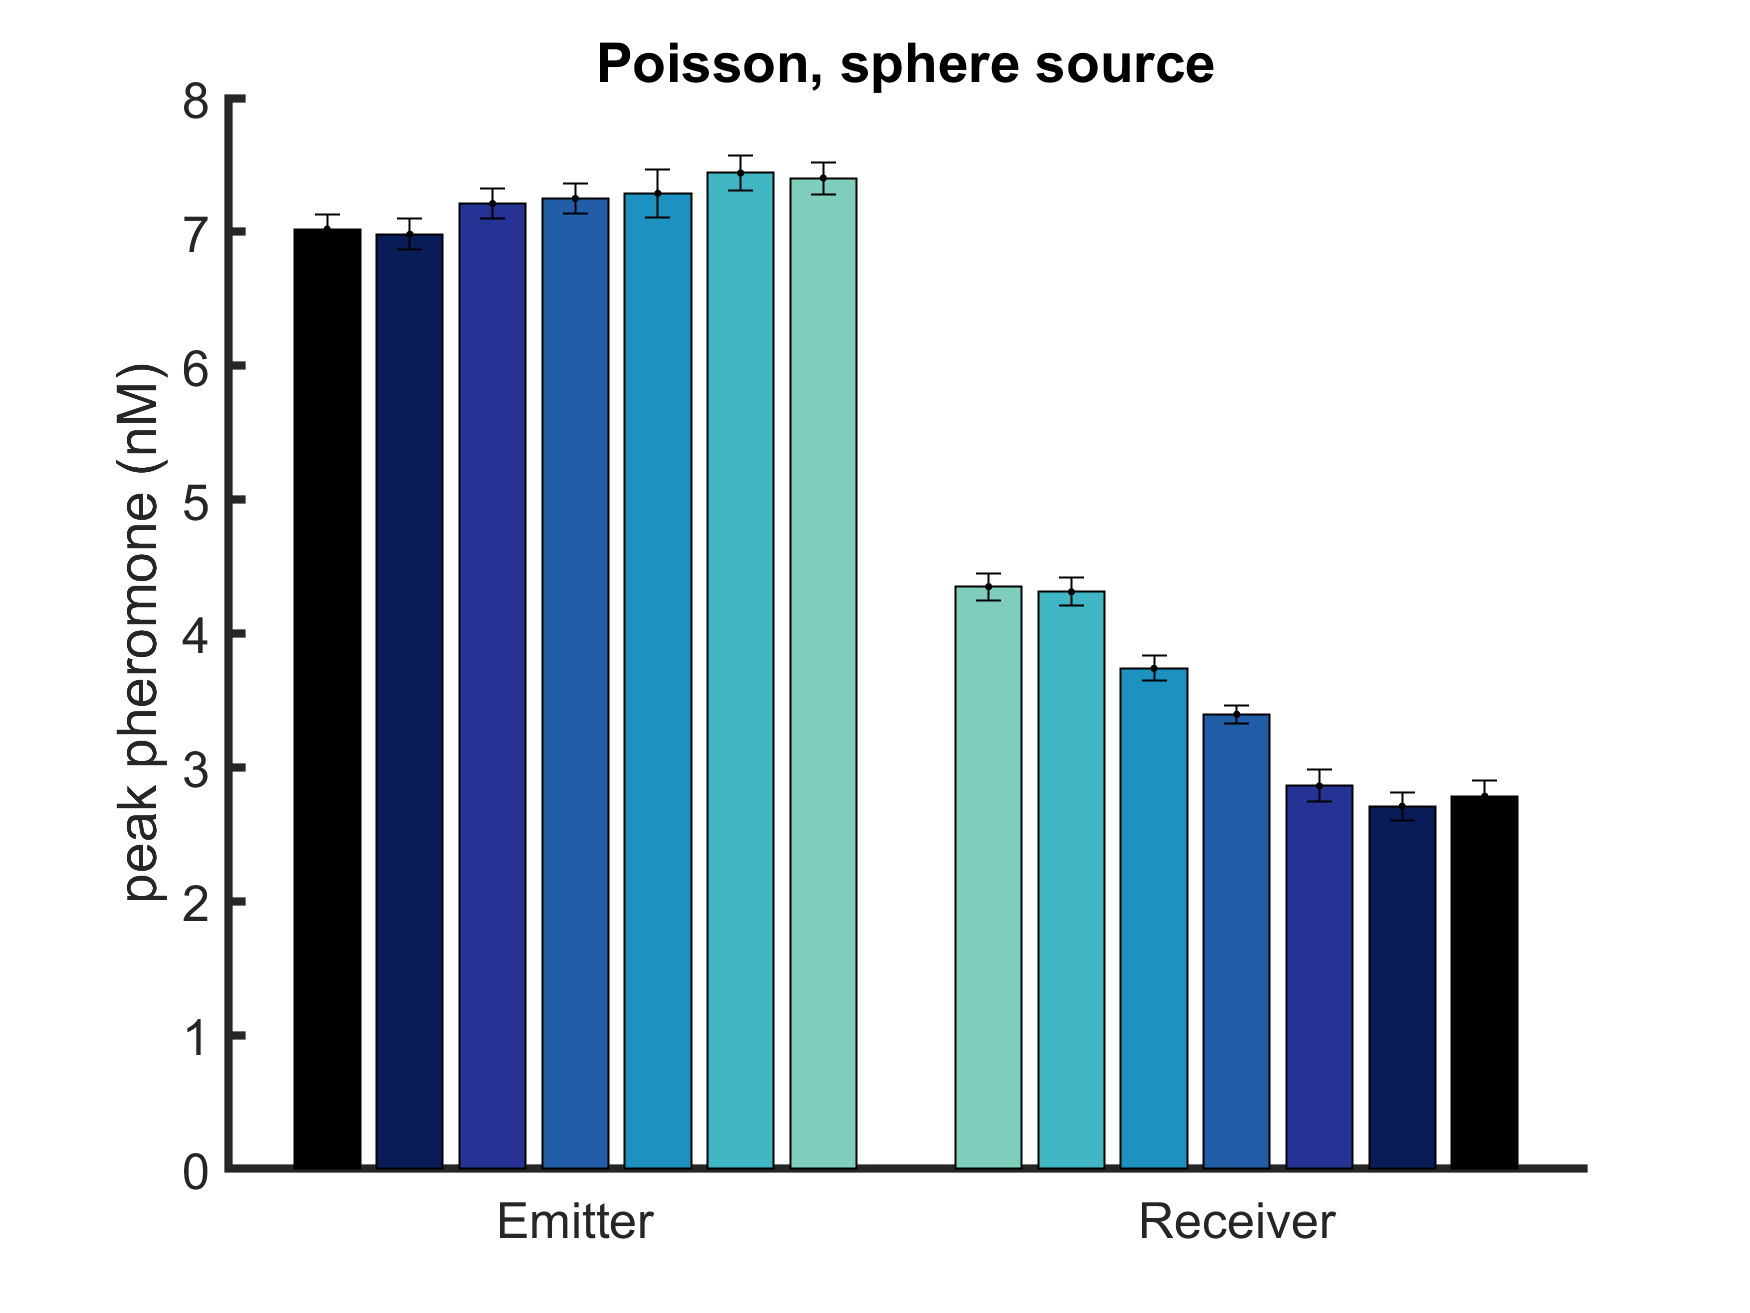 Poisson, sphere source
peak pheromone (nM)
8
7
6
5
4
3
2
1
0
Emitter
Receiver